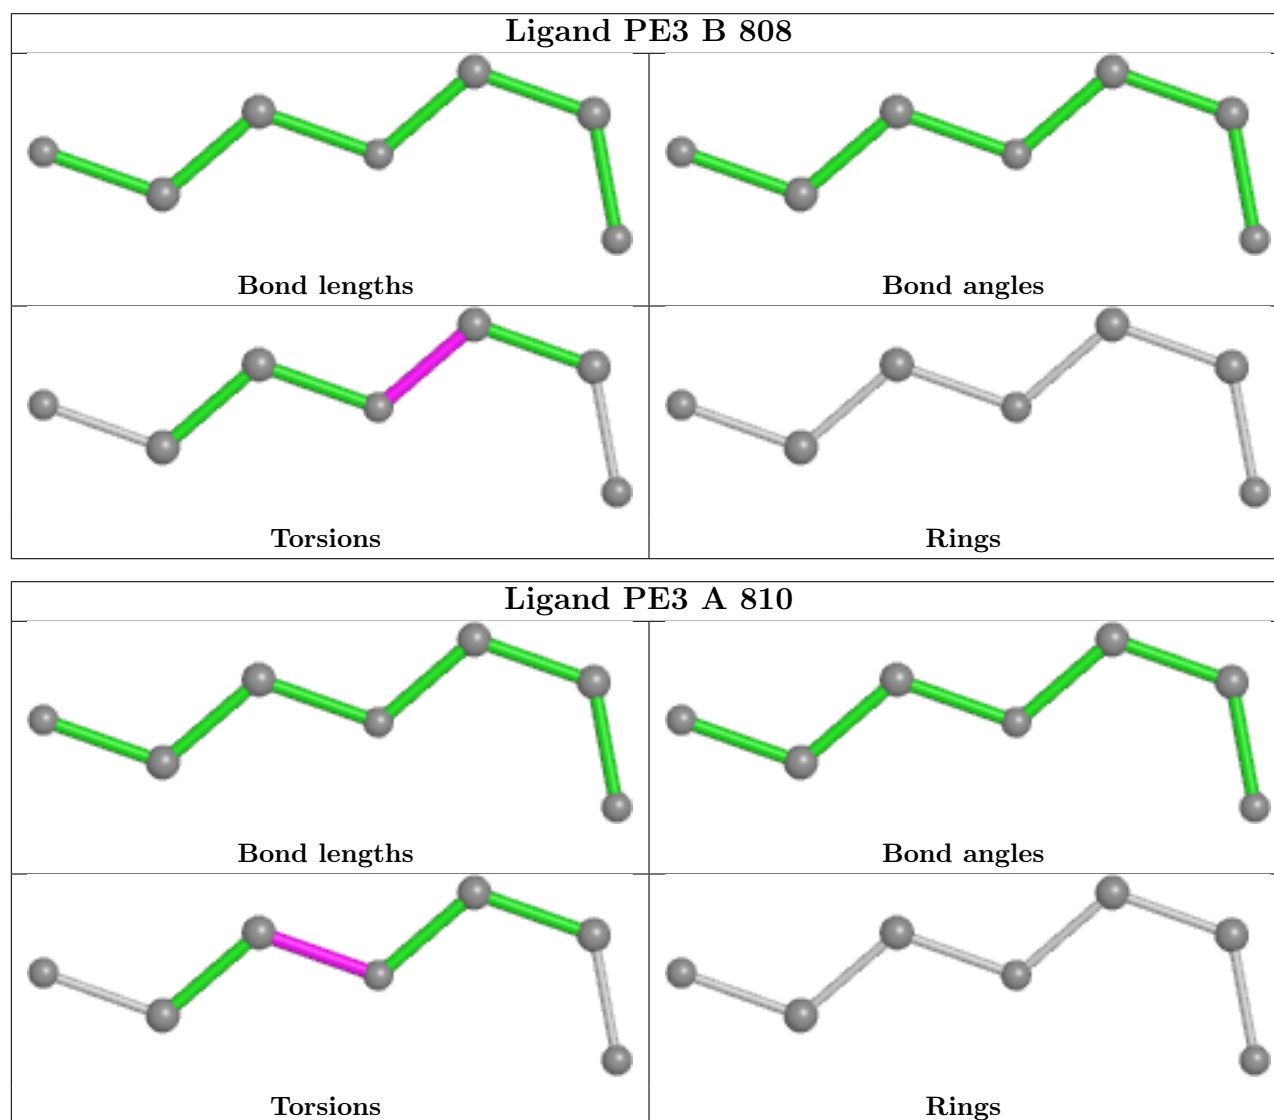 Ligand PE3 B 808
Bond lengths
Bond angles
Torsions
Rings
Ligand PE3 A 810
Bond lengths
Bond angles
Torsions
Rings